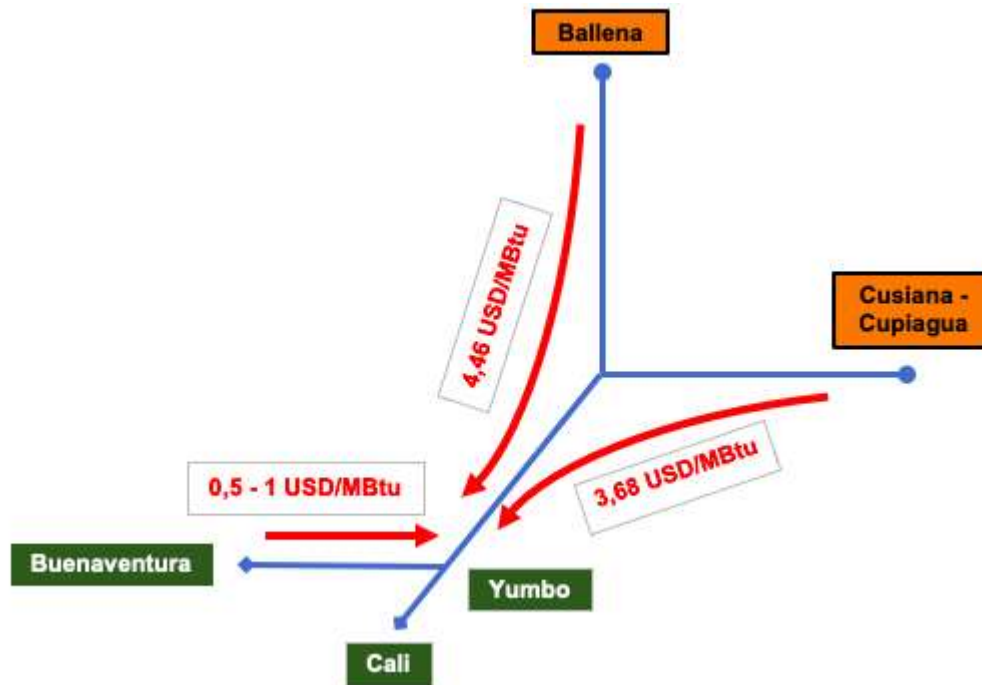 Ballena
4,46 USD/MBtu
Cusiana -
Cupiagua
3,68 USD/MBtu
0,5 - 1 USD/MBtu
Buenaventura
Yumbo
Cali